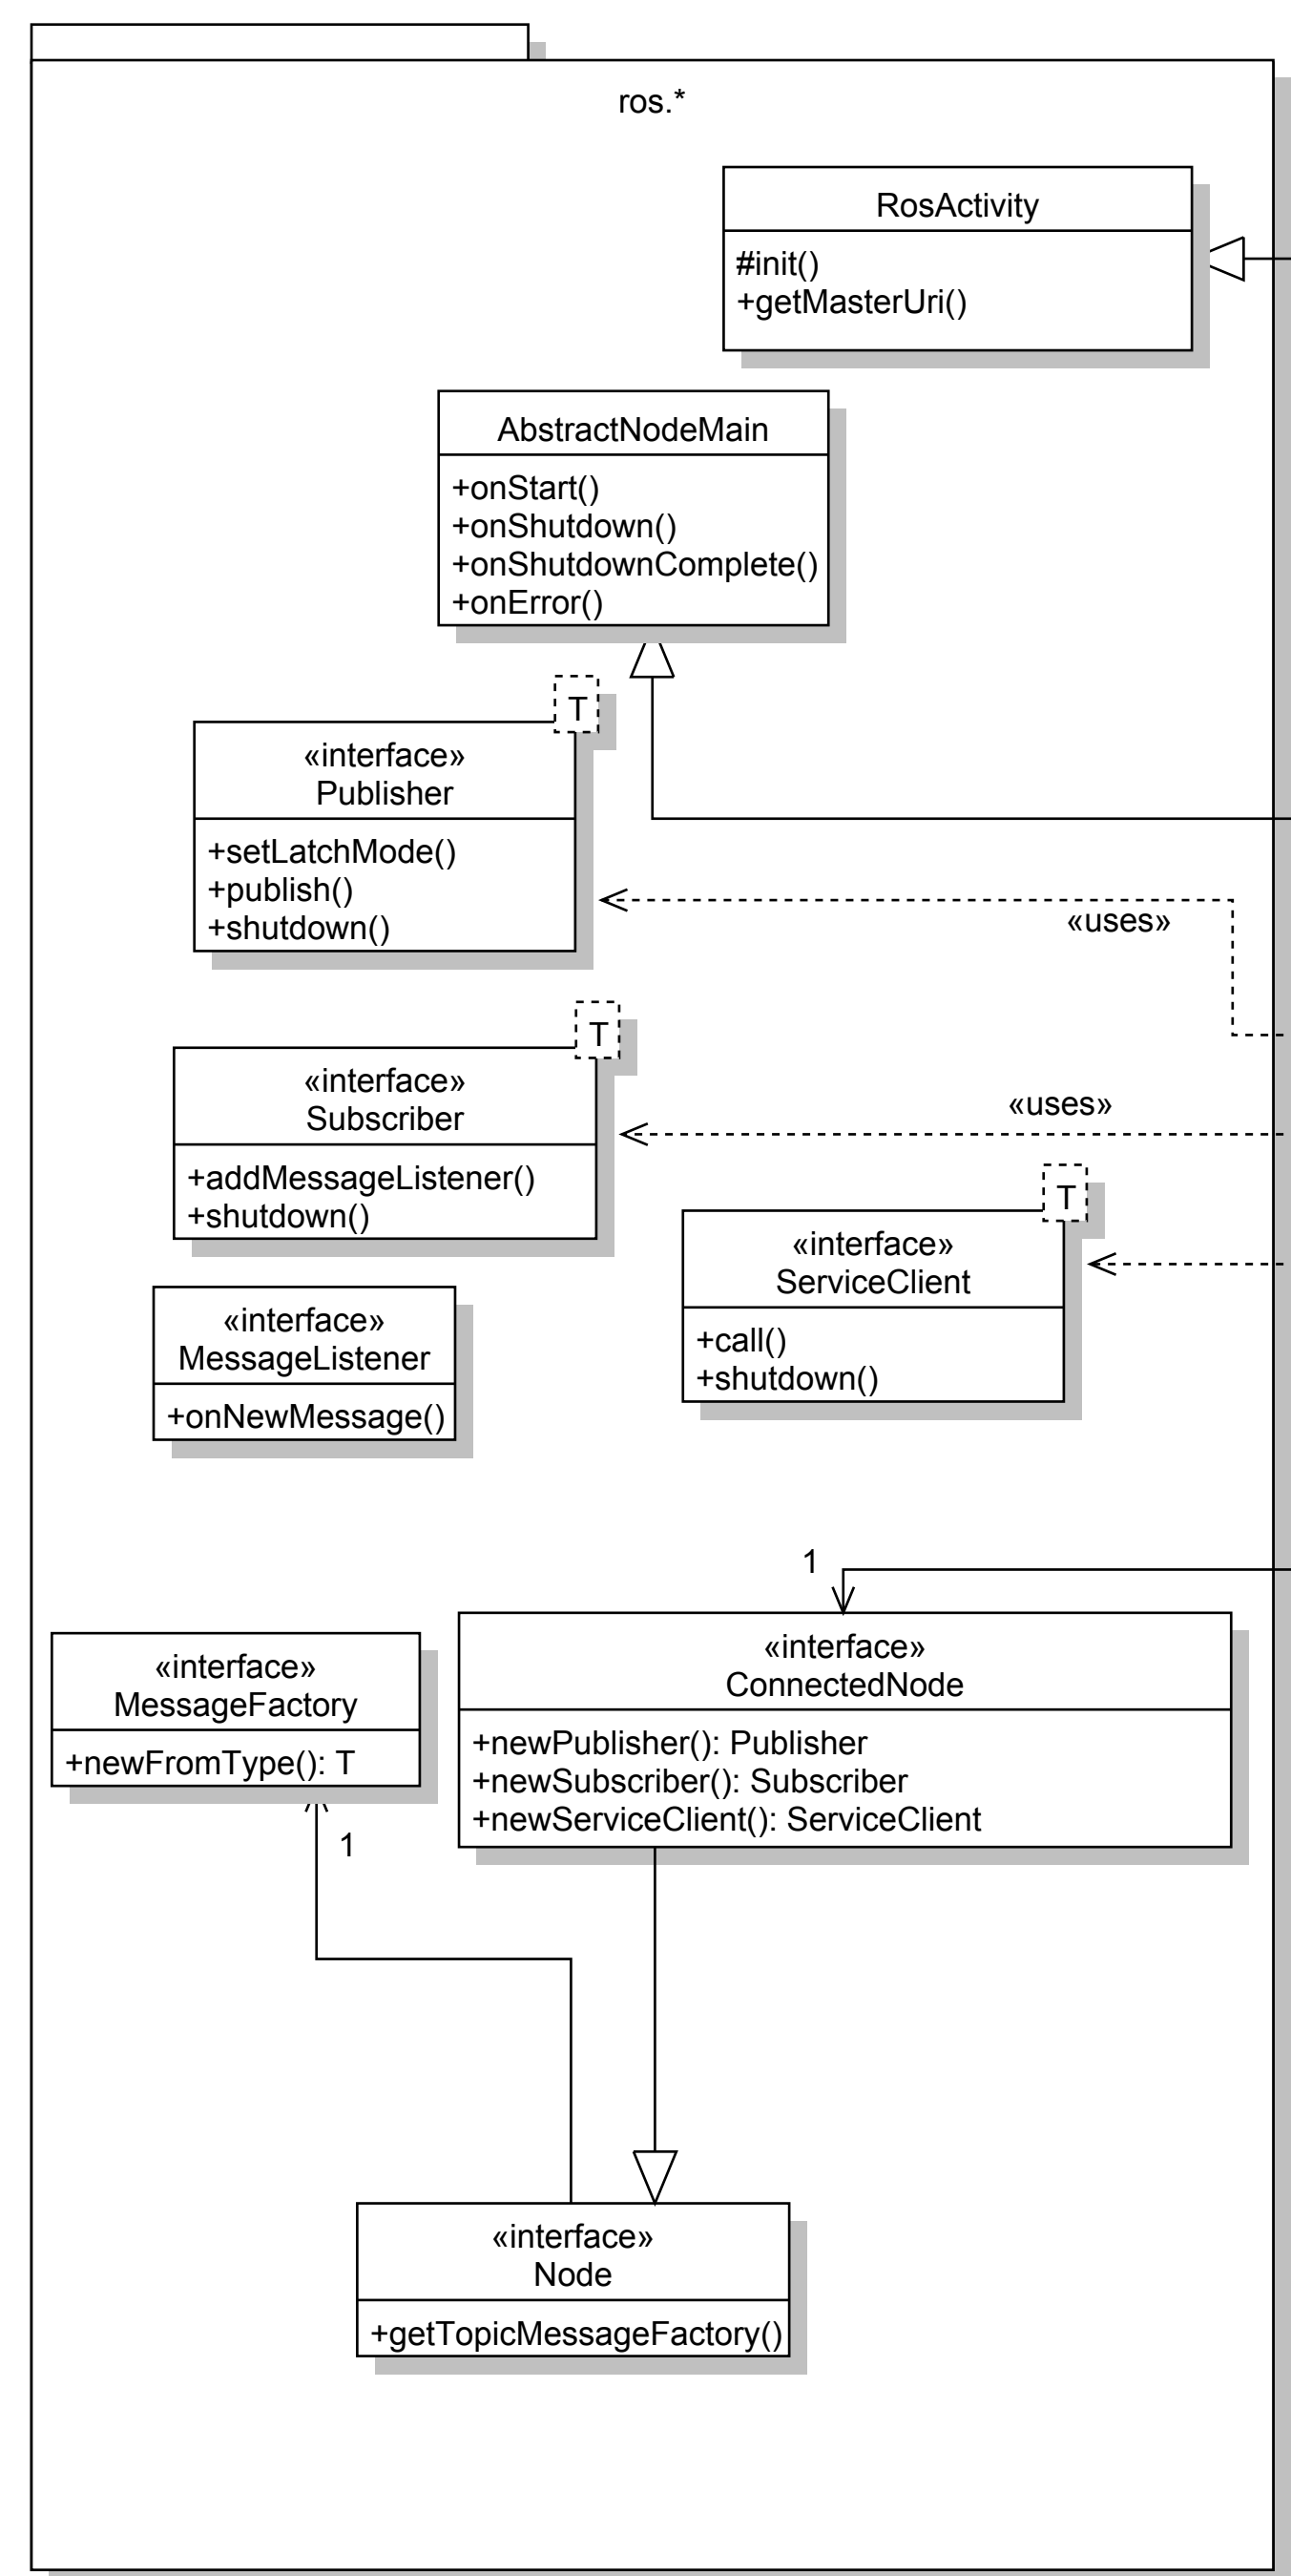 ros.*
RosActivity
#init()
+getMasterUri()
AbstractNodeMain
+onStart()
+onShutdown()
+onShutdownComplete()
+onError()
T
«interface»
Publisher
+setLatchMode()
+publish()
+shutdown()
«uses»
T
«interface»
Subscriber
+addMessageListener()
+shutdown()
«uses»
T
«interface»
ServiceClient
+call()
+shutdown()
«interface»
MessageListener
+onNewMessage()
1
«interface»
MessageFactory
+newFromType(): T
1
«interface»
ConnectedNode
+newPublisher(): Publisher
+newSubscriber(): Subscriber
+newServiceClient(): ServiceClient
«interface»
Node
+getTopicMessageFactory()